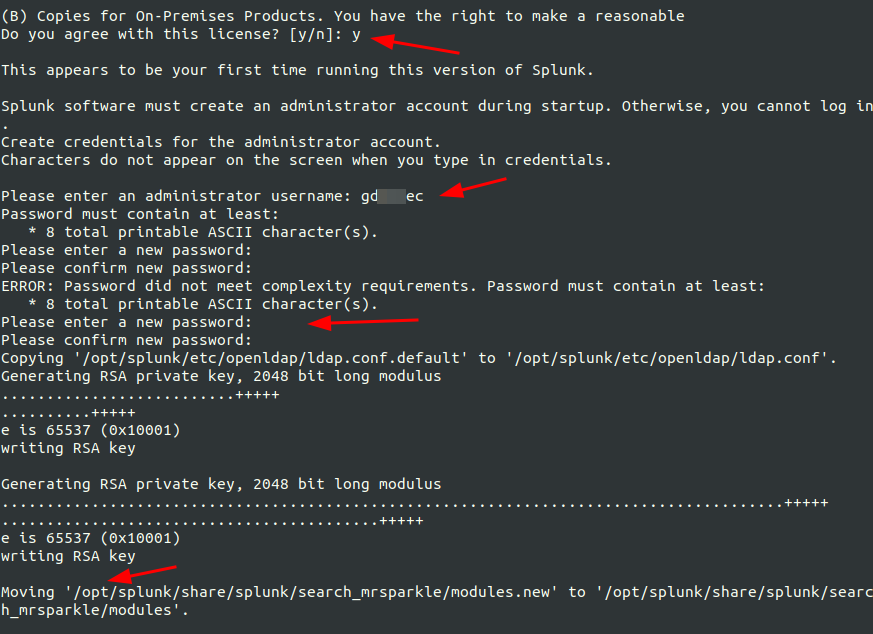 (B) Copies for On-Premises Products. You have the right to make a reasonable
Do you agree with this license? [y/n]: y
This appears to be your first time running this version of Splunk.
Splunk software must create an administrator account during startup. Otherwise, you cannot log in
.
Create credentials for the administrator account.
Characters do not appear on the screen when you type in credentials.
Please enter an administrator username: gd ec
Password must contain at least:
   * 8 total printable ASCII character(s).
Please enter a new password:
Please confirm new password:
ERROR: Password did not meet complexity requirements. Password must contain at least:
   * 8 total printable ASCII character(s).
Please enter a new password:
Please confirm new password:
Copying '/opt/splunk/etc/openldap/ldap.conf.default' to '/opt/splunk/etc/openldap/ldap.conf'.
Generating RSA private key, 2048 bit long modulus
..........................+++++
..........+++++
e is 65537 (0x10001)
writing RSA key
Generating RSA private key, 2048 bit long modulus
.......................................................................................+++++
..........................................+++++
e is 65537 (0x10001)
writing RSA key
Moving '/opt/splunk/share/splunk/search_mrsparkle/modules.new' to '/opt/splunk/share/splunk/searc
h_mrsparkle/modules'.